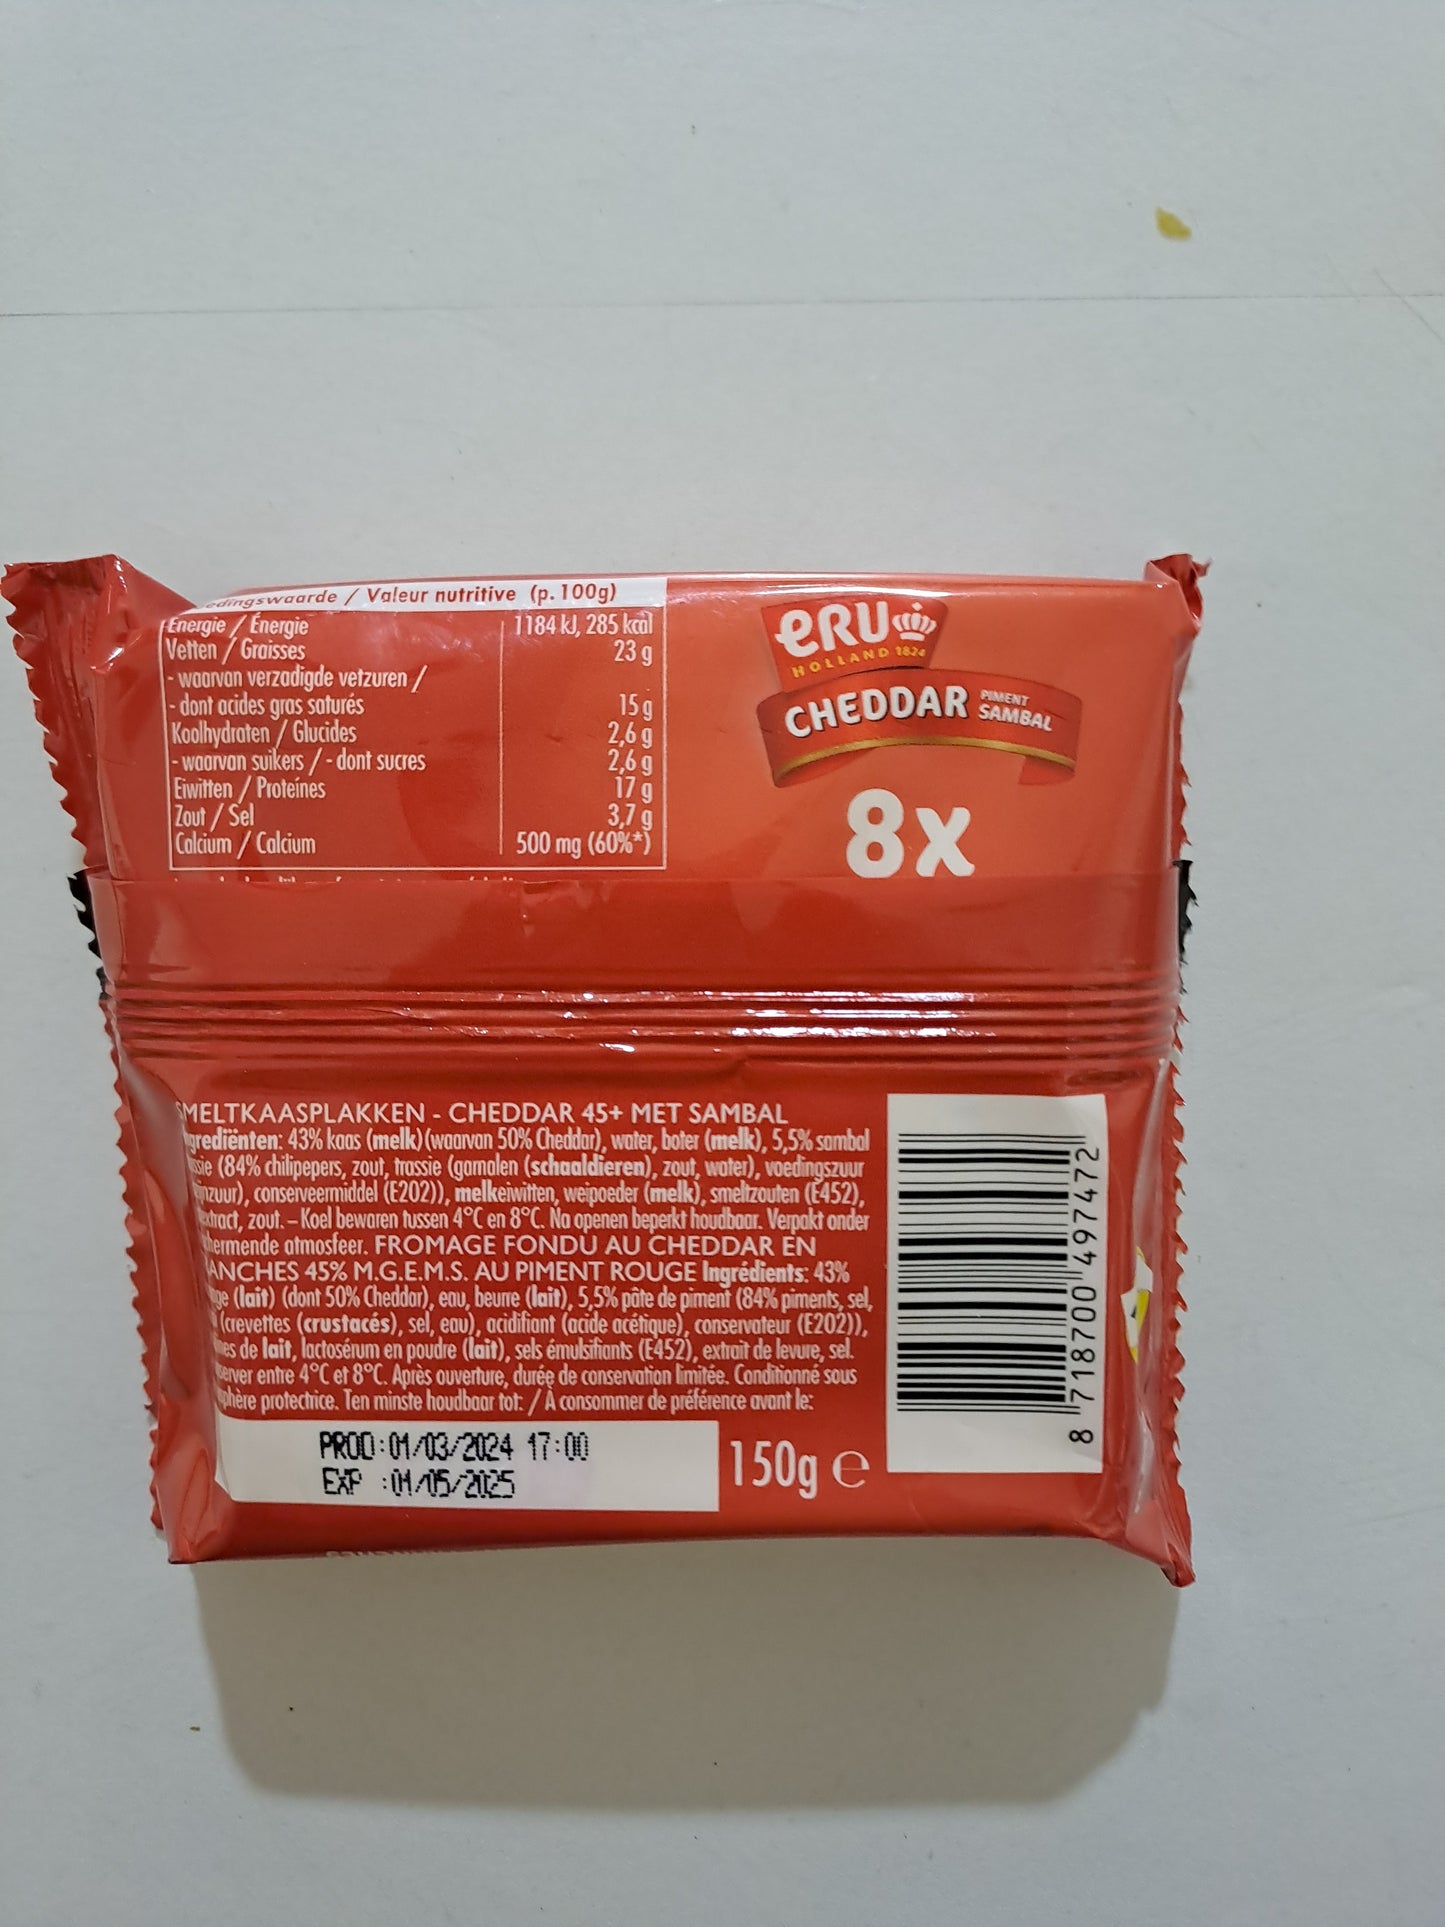 Valeur nutritive (p. 100g)
Energie / Énergie 1184 kJ, 285 kcal
Vetten / Graisses 23 g
- waarvan verzadigde vetzuren /
- dont acides gras saturés 15 g
Koolhydraten / Glucides 2,6 g
- waarvan suikers / - dont sucres 2,6 g
Eiwitten / Proteínes 17 g
Zout / Sel 3,7 g
Calcium / Calcium 500 mg (60%*)
eRU
HOLLAND 1824
CHEDDAR PIMENT
SAMBAL
8x
SMELTKAASPLAKKEN - CHEDDAR 45+ MET SAMBAL
43% kaas (melk) (waarvan 50% Cheddar), water, boter (melk), 5,5% sambal
(84% chilipepers, zout, trassie (garnalen (schaaldieren), zout, water), voedingszuur
conserveermiddel (E202)), melkeiwitten, weipoeder (melk), smeltzouten (E452),
zout. – Koel bewaren tussen 4°C en 8°C. Na openen beperkt houdbaar. Verpakt onder
atmosfeer. FROMAGE FONDU AU CHEDDAR EN
45% M.G.E.M.S. AU PIMENT ROUGE Ingrédients: 43%
(lait) (dont 50% Cheddar), eau, beurre (lait), 5,5% pâte de piment (84% piments, sel,
(crevettes (crustacés), sel, eau), acidifiant (acide acétique), conservateur (E202)),
de lait, lactosérum en poudre (lait), sels émulsifiants (E452), extrait de levure, sel.
entre 4°C et 8°C. Après ouverture, durée de conservation limitée. Conditionné sous
protectrice. Ten minste houdbaar tot: / À consommer de préférence avant le:
PROD:01/03/2024 17:00
EXP :01/05/2025
150g e
8 718700 497472